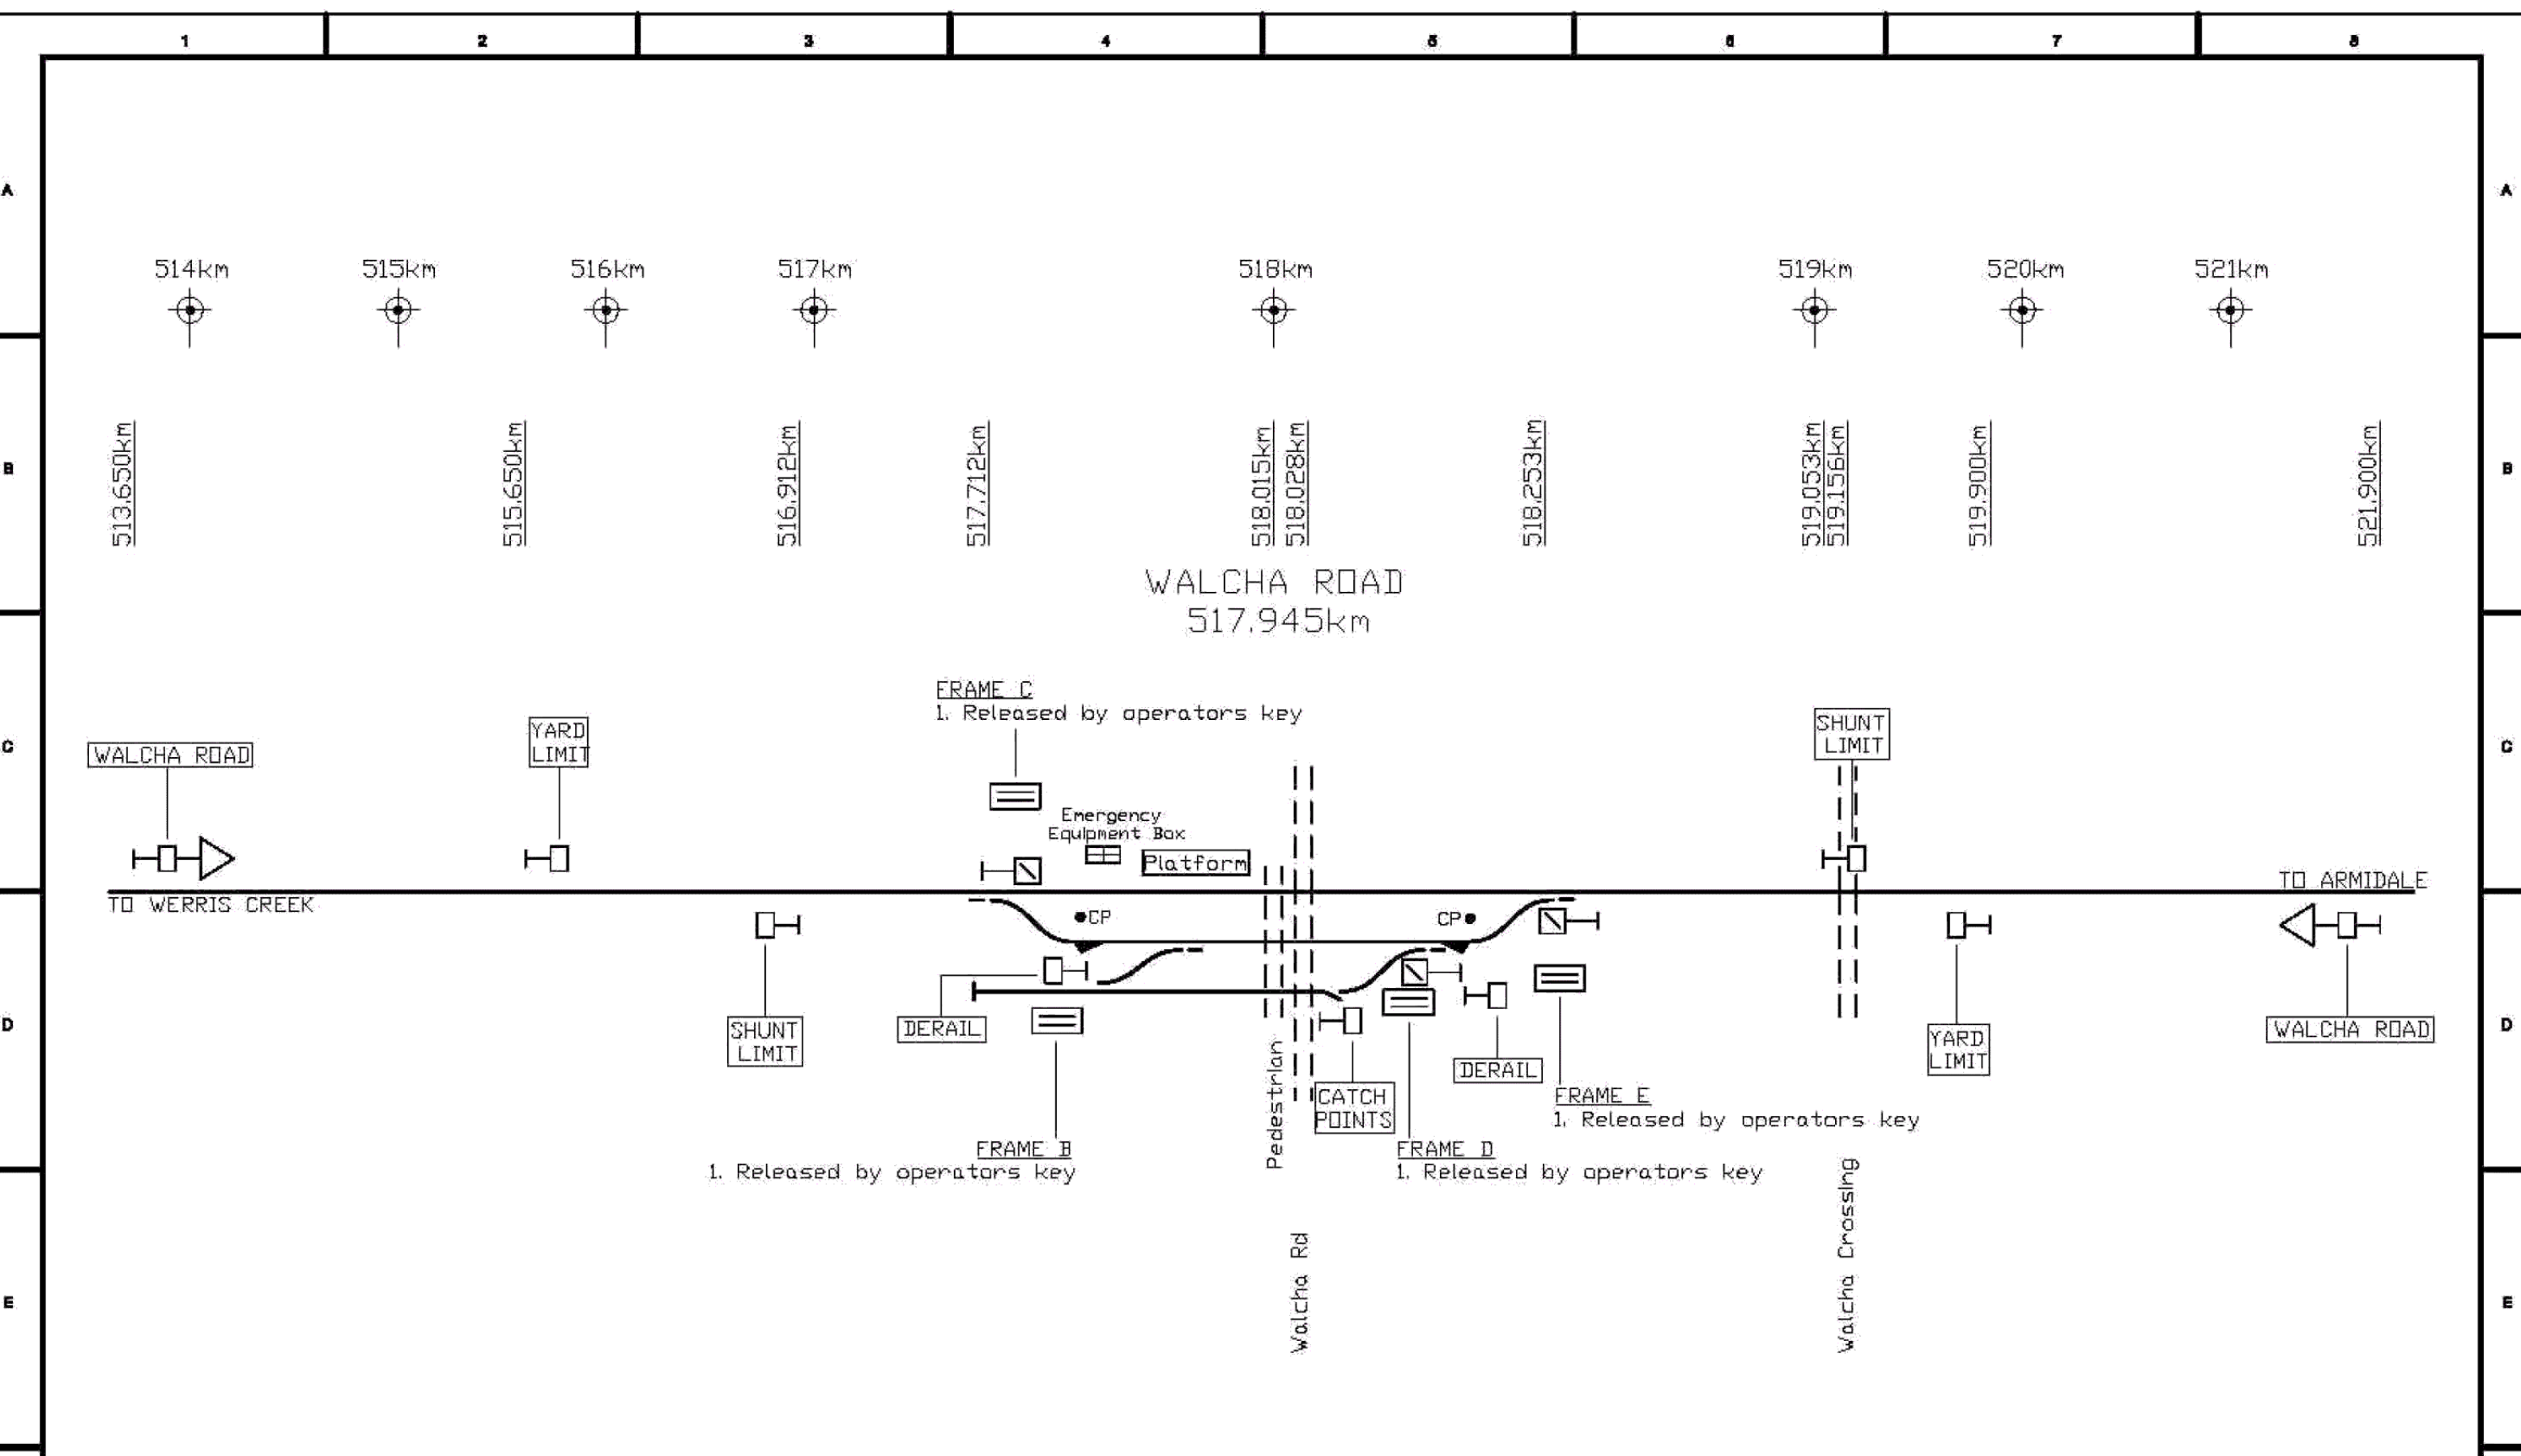 1 2 3 4 5 6 7 8
A A
514km 515km 516km 517km 518km 519km 520km 521km
B B
513.650km
515.650km
516.912km
517.712km
518.015km
518.028km
518.253km
519.053km
519.156km
519.900km
521.900km
WALCHA ROAD
517.945km
C C
FRAME C
1. Released by operators key
WALCHA ROAD
YARD
LIMIT
SHUNT
LIMIT
Emergency
Equipment Box
Platform
TO WERRIS CREEK
TO ARMIDALE
CP
CP
D D
SHUNT
LIMIT
DERAIL
DERAIL
CATCH
POINTS
YARD
LIMIT
WALCHA ROAD
FRAME B
1. Released by operators key
FRAME D
1. Released by operators key
FRAME E
1. Released by operators key
Pedestrian
Walcha Rd
Walcha Crossing
E E